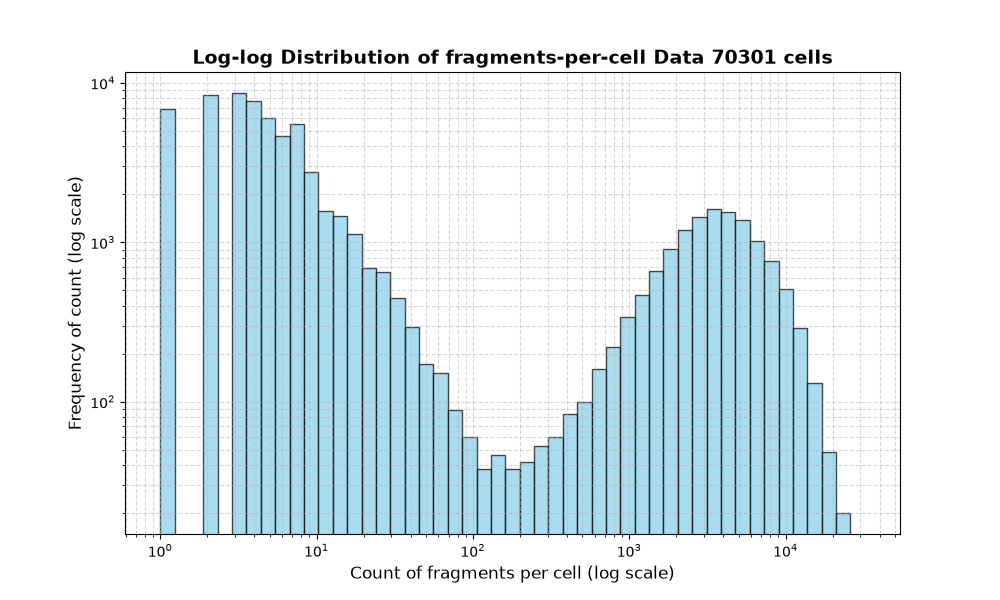 Log-log Distribution of fragments-per-cell Data 70301 cells
Frequency of count (log scale)
10⁴
10³
10²
10⁰ 10¹ 10² 10³ 10⁴
Count of fragments per cell (log scale)